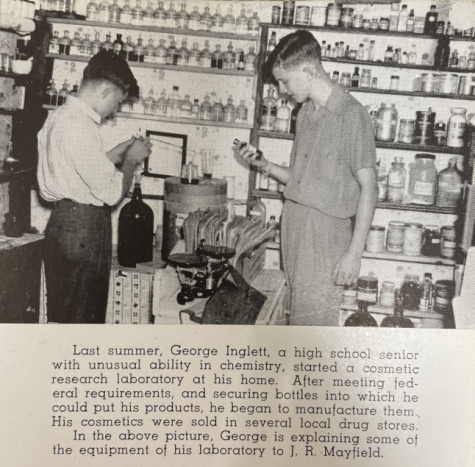 Last summer, George Inglett, a high school senior
with unusual ability in chemistry, started a cosmetic
research laboratory at his home. After meeting fed-
eral requirements, and securing bottles into which he
could put his products, he began to manufacture them.
His cosmetics were sold in several local drug stores.
In the above picture, George is explaining some of
the equipment of his laboratory to J. R. Mayfield.